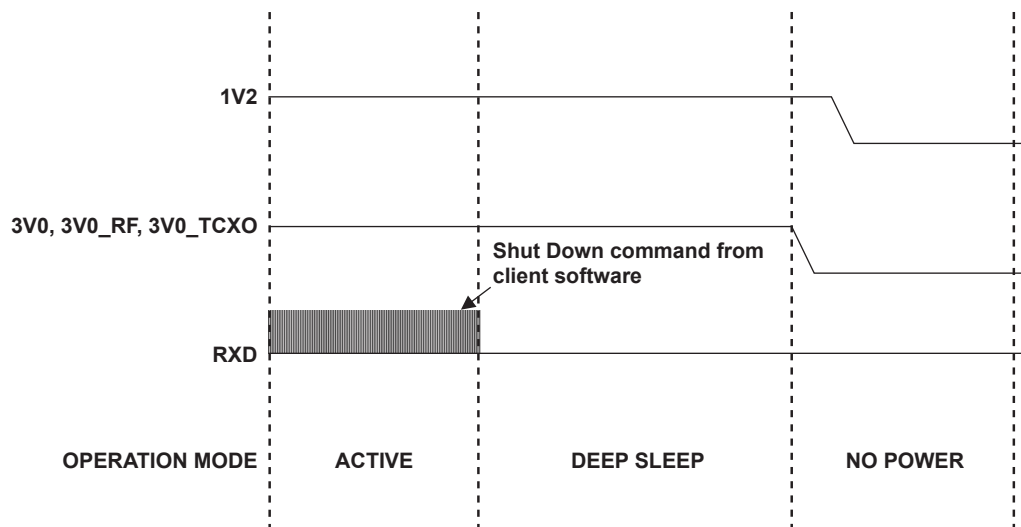 1V2
3V0, 3V0_RF, 3V0_TCXO
Shut Down command from
client software
RXD
OPERATION MODE
ACTIVE
DEEP SLEEP
NO POWER